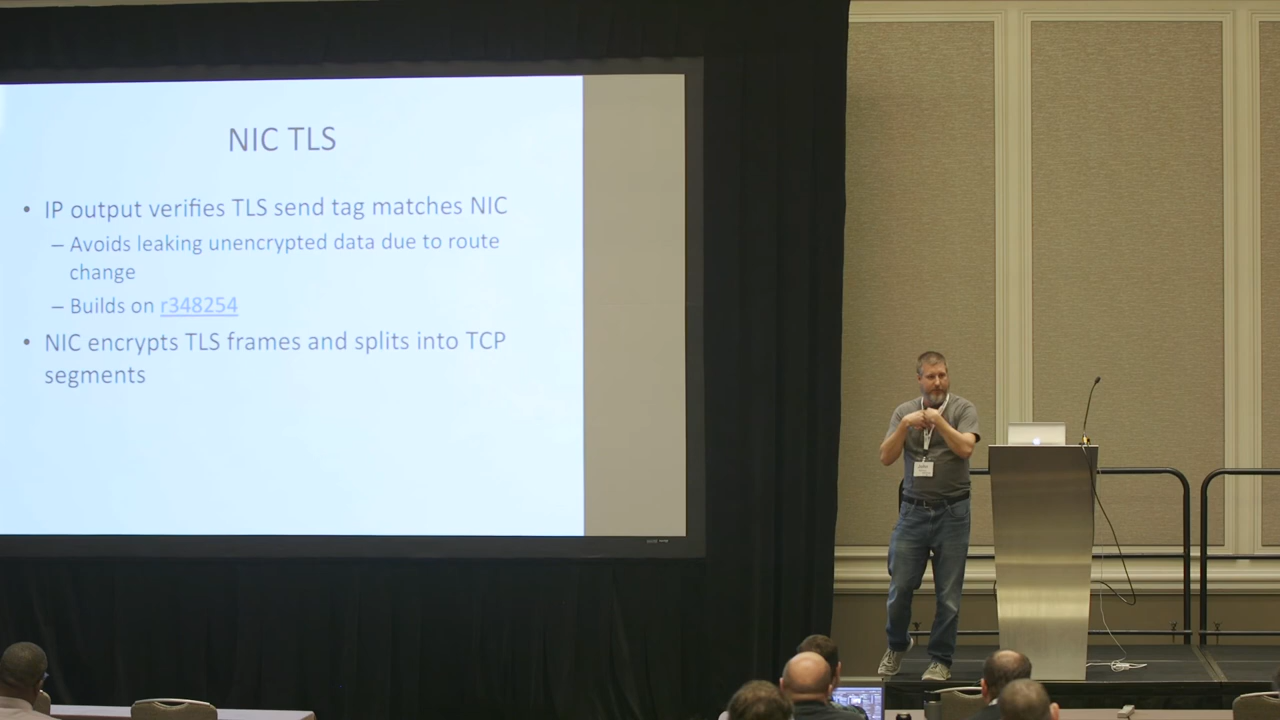 NIC TLS
• IP output verifies TLS send tag matches NIC
– Avoids leaking unencrypted data due to route
change
– Builds on r348254
• NIC encrypts TLS frames and splits into TCP
segments